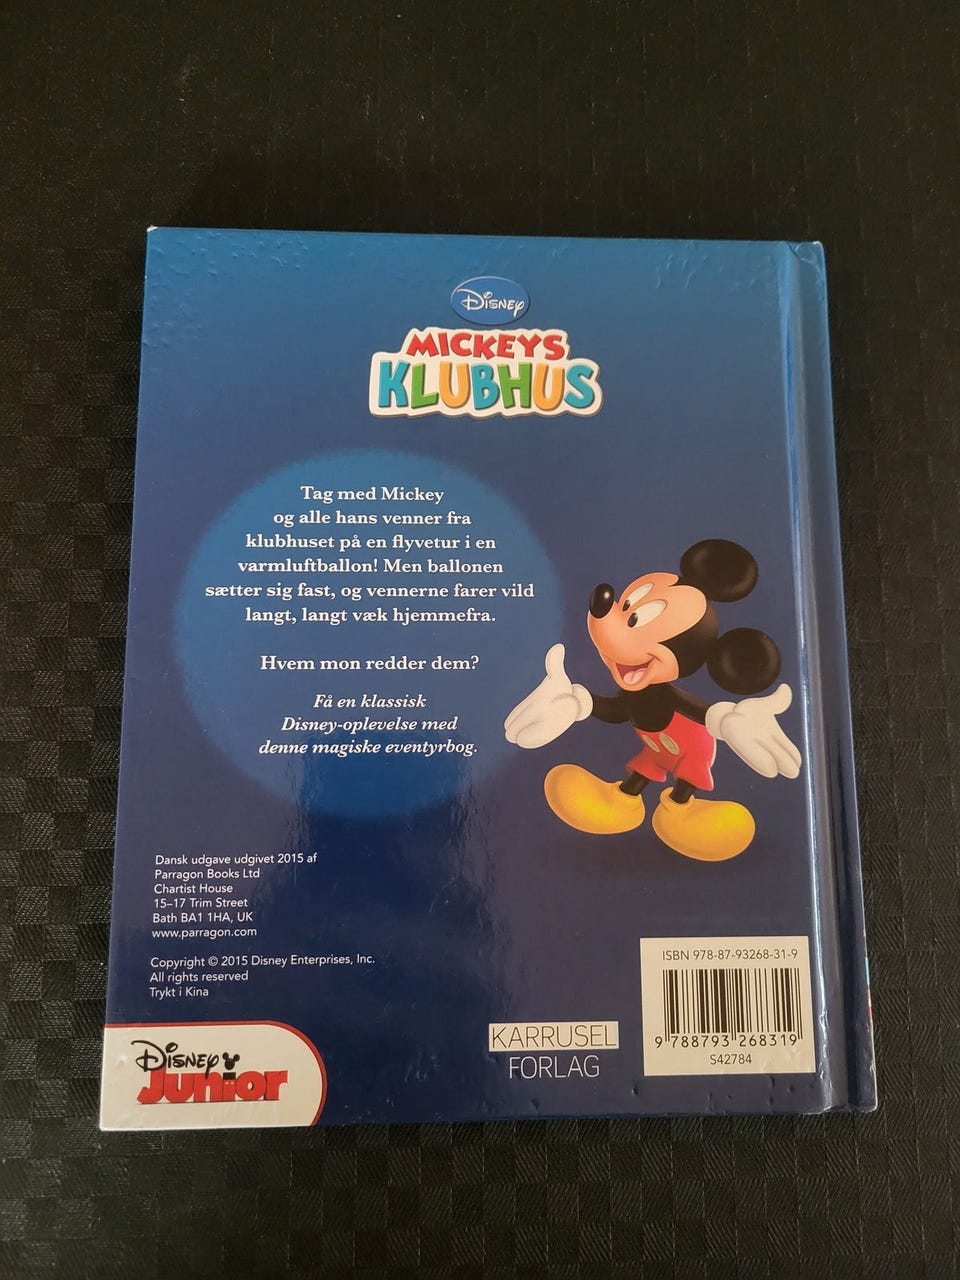 Disney
MICKEYS
KLUBHUS
Tag med Mickey
og alle hans venner fra
klubhuset på en flyvetur i en
varmluftballon! Men ballonen
sætter sig fast, og vennerne farer vild
langt, langt væk hjemmefra.
Hvem mon redder dem?
Få en klassisk
Disney-oplevelse med
denne magiske eventyrbog.
Dansk udgave udgivet 2015 af
Parragon Books Ltd
Chartist House
15–17 Trim Street
Bath BA1 1HA, UK
www.parragon.com
Copyright © 2015 Disney Enterprises, Inc.
All rights reserved
Trykt i Kina
Disney
Junior
KARRUSEL
FORLAG
ISBN 978-87-93268-31-9
9 788793 268319
S42784